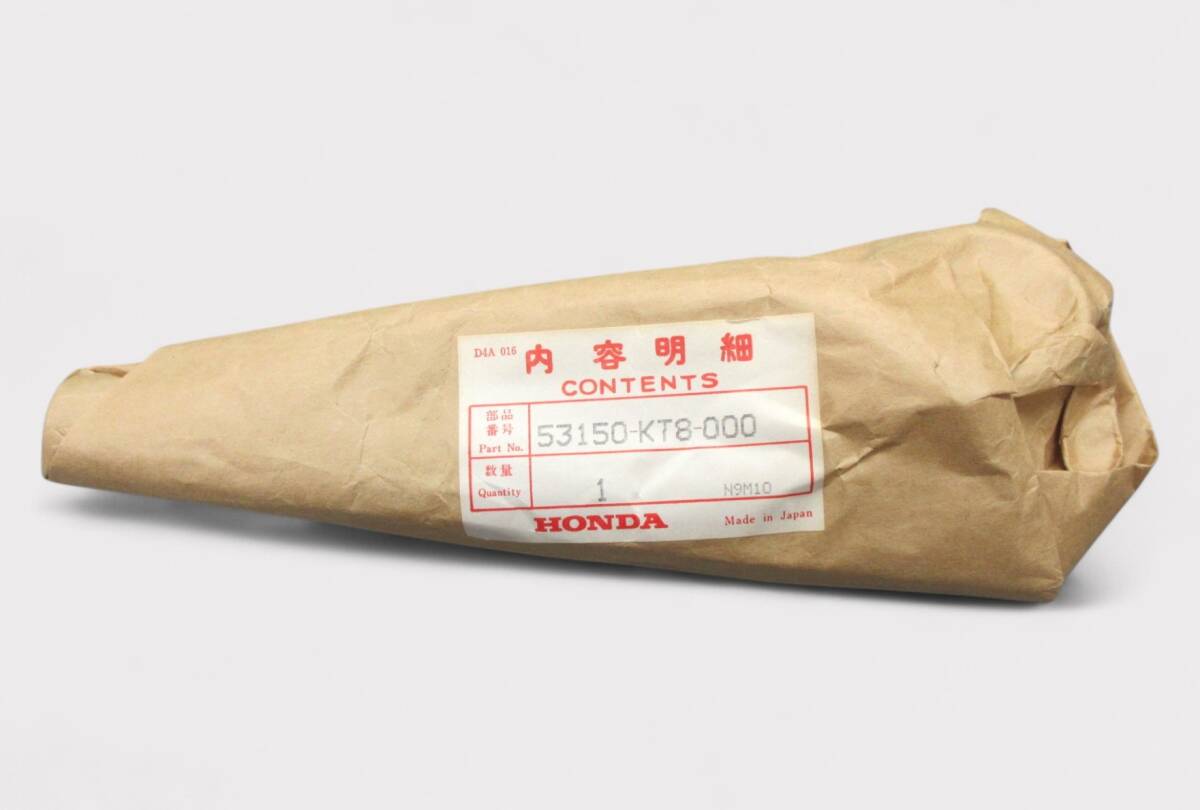 D4A 016
内容明細
CONTENTS
部品
番号
Part No.
53150-KT8-000
数量
Quantity
1
N9M10
HONDA
Made in Japan